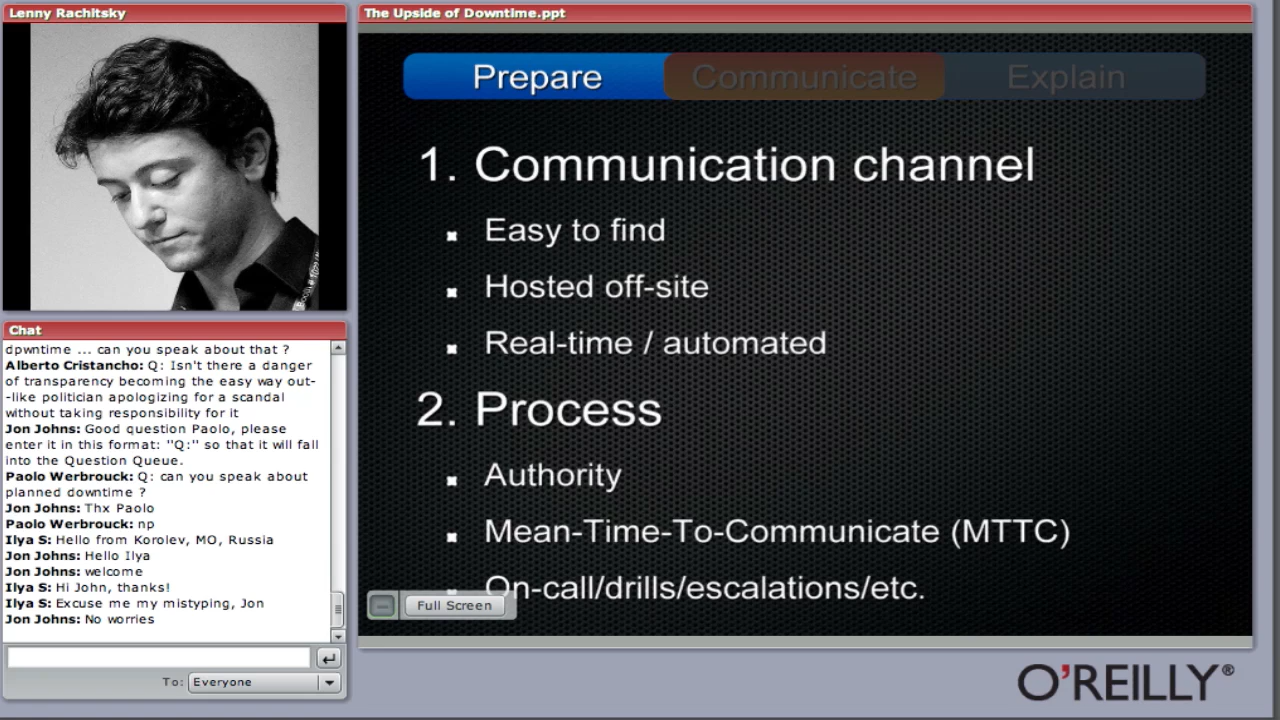 Lenny Rachitsky
Chat
dpwntime ... can you speak about that ?
Alberto Cristancho: Q: Isn't there a danger
of transparency becoming the easy way out-
-like politician apologizing for a scandal
without taking responsibility for it
Jon Johns: Good question Paolo, please
enter it in this format: "Q:" so that it will fall
into the Question Queue.
Paolo Werbrouck: Q: can you speak about
planned downtime ?
Jon Johns: Thx Paolo
Paolo Werbrouck: np
Ilya S: Hello from Korolev, MO, Russia
Jon Johns: Hello Ilya
Jon Johns: welcome
Ilya S: Hi John, thanks!
Ilya S: Excuse me my mistyping, Jon
Jon Johns: No worries
To: Everyone
The Upside of Downtime.ppt
Prepare Communicate Explain
1. Communication channel
Easy to find
Hosted off-site
Real-time / automated
2. Process
Authority
Mean-Time-To-Communicate (MTTC)
On-call/drills/escalations/etc.
Full Screen
O'REILLY®